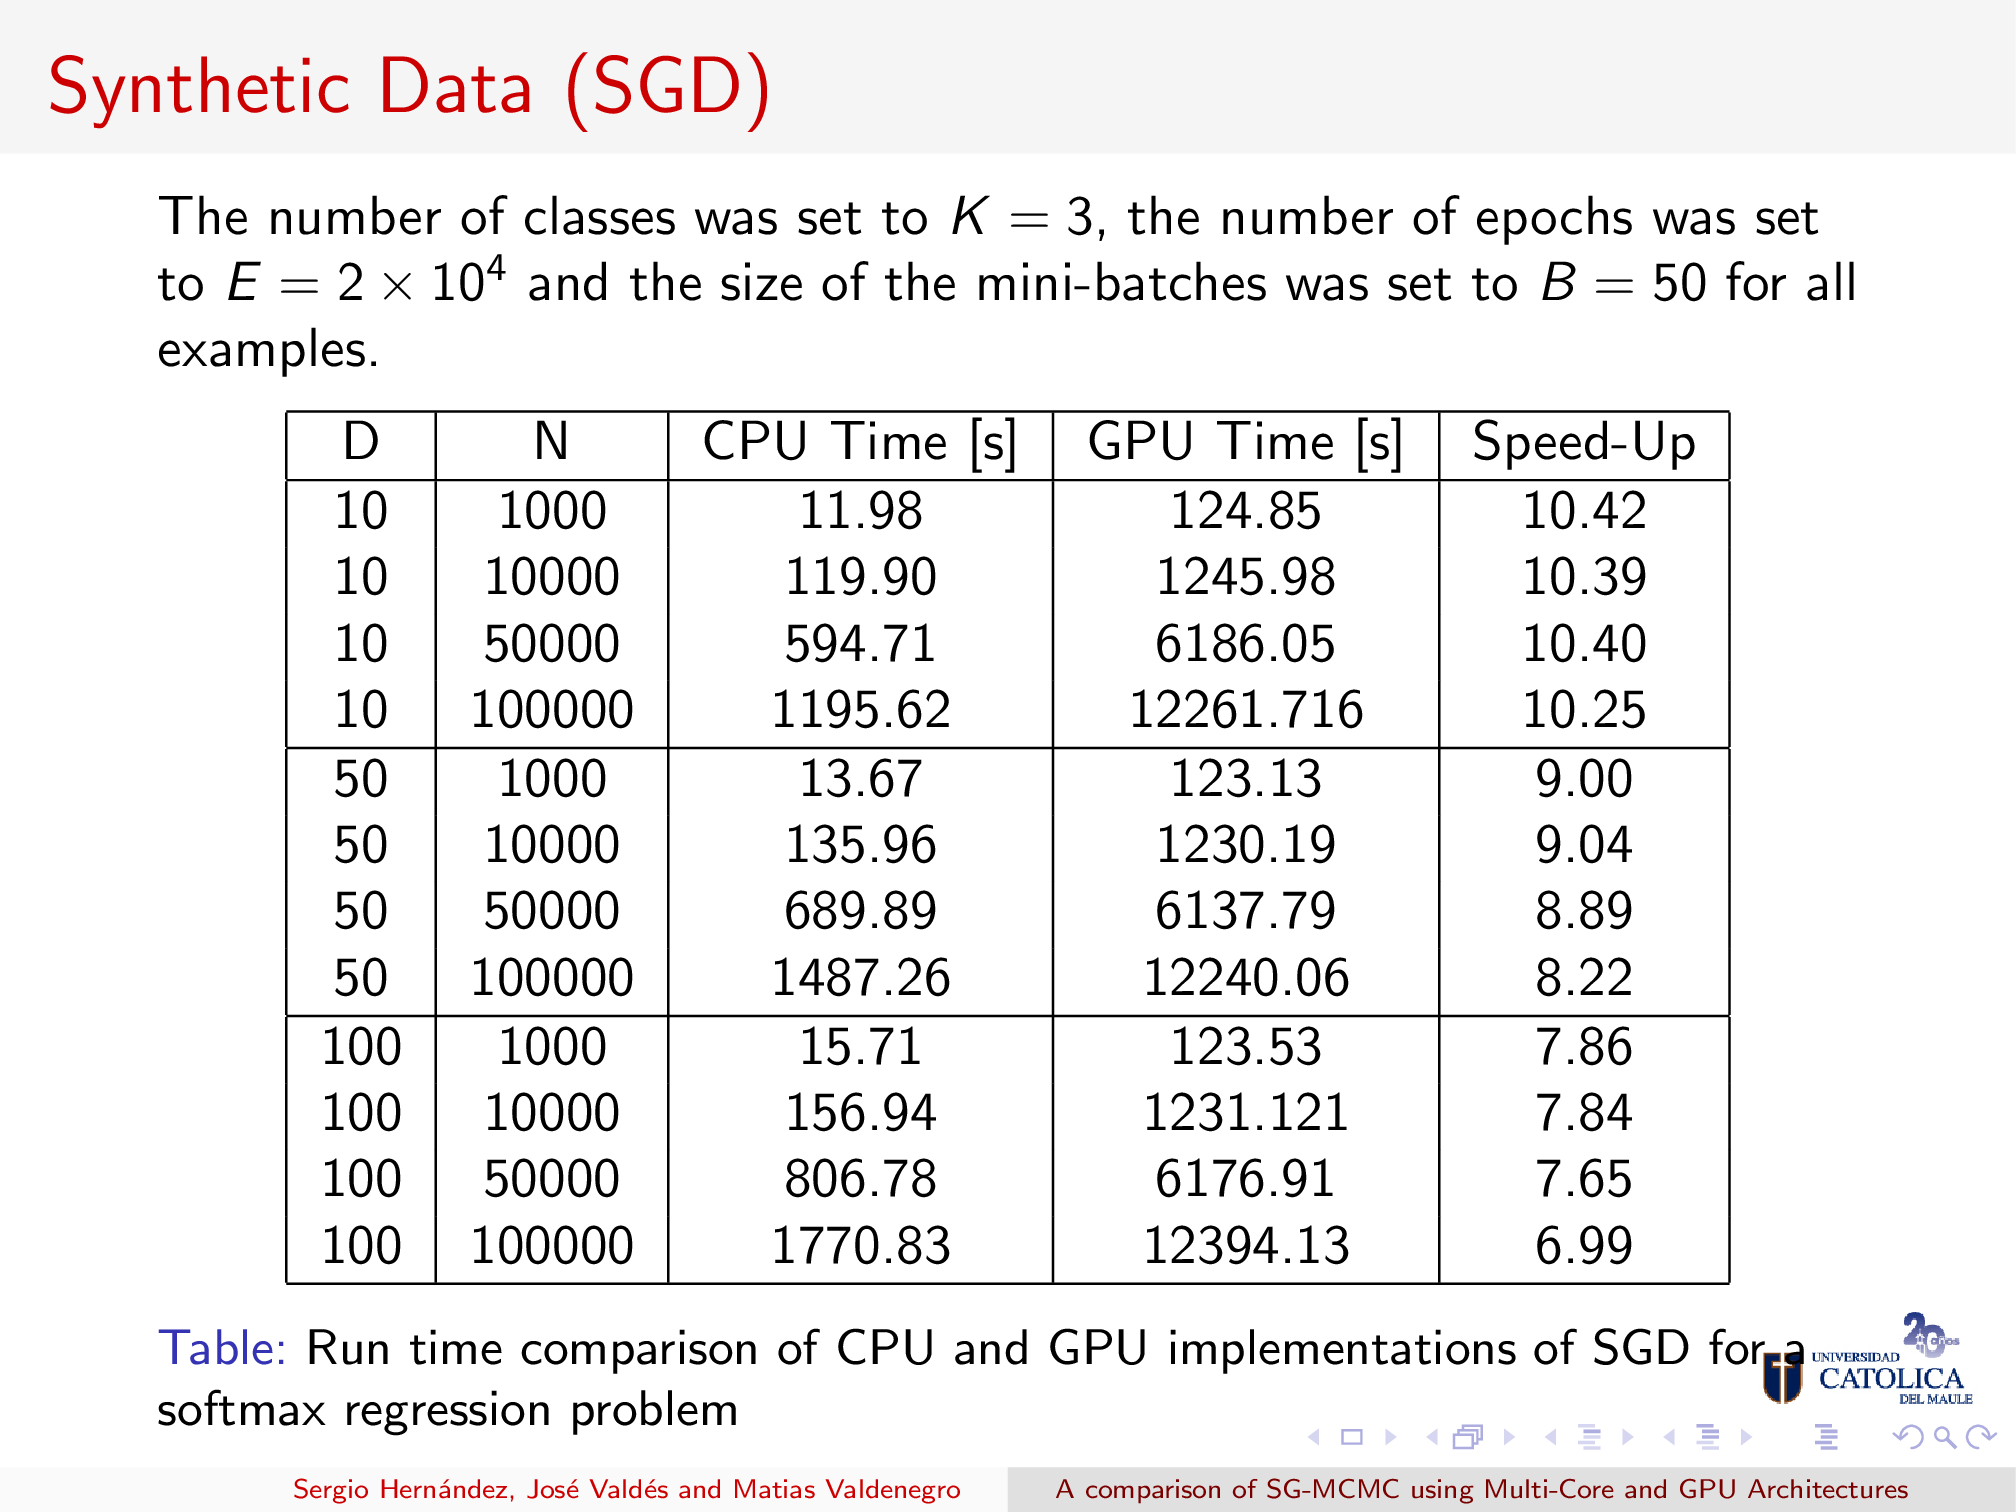 Synthetic Data (SGD)
The number of classes was set to K = 3, the number of epochs was set
to E = 2 × 10⁴ and the size of the mini-batches was set to B = 50 for all
examples.
D N CPU Time [s] GPU Time [s] Speed-Up
10 1000 11.98 124.85 10.42
10 10000 119.90 1245.98 10.39
10 50000 594.71 6186.05 10.40
10 100000 1195.62 12261.716 10.25
50 1000 13.67 123.13 9.00
50 10000 135.96 1230.19 9.04
50 50000 689.89 6137.79 8.89
50 100000 1487.26 12240.06 8.22
100 1000 15.71 123.53 7.86
100 10000 156.94 1231.121 7.84
100 50000 806.78 6176.91 7.65
100 100000 1770.83 12394.13 6.99
Table: Run time comparison of CPU and GPU implementations of SGD for a
softmax regression problem
20 años
UNIVERSIDAD
CATOLICA
DEL MAULE
Sergio Hernández, José Valdés and Matias Valdenegro
A comparison of SG-MCMC using Multi-Core and GPU Architectures